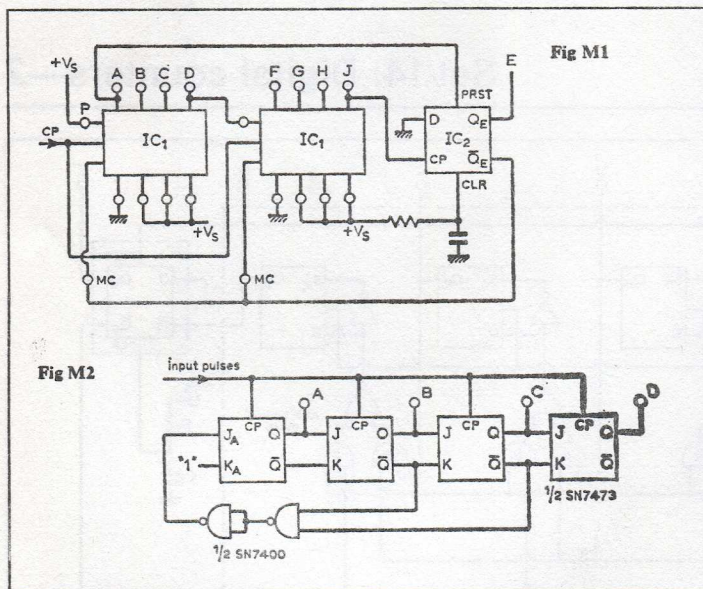 Fig M1
+Vs
A B C D
F G H J
E
PRST
P
CP
IC1
IC1
D
QE
IC2
CP
Q̅E
CLR
+Vs
+Vs
MC
MC
Fig M2
input pulses
A
B
C
D
CP
CP
CP
CP
JA Q
J Q
J Q
J Q
"1"
KA Q̅
K Q̅
K Q̅
K Q̅
1/2 SN7473
1/2 SN7400